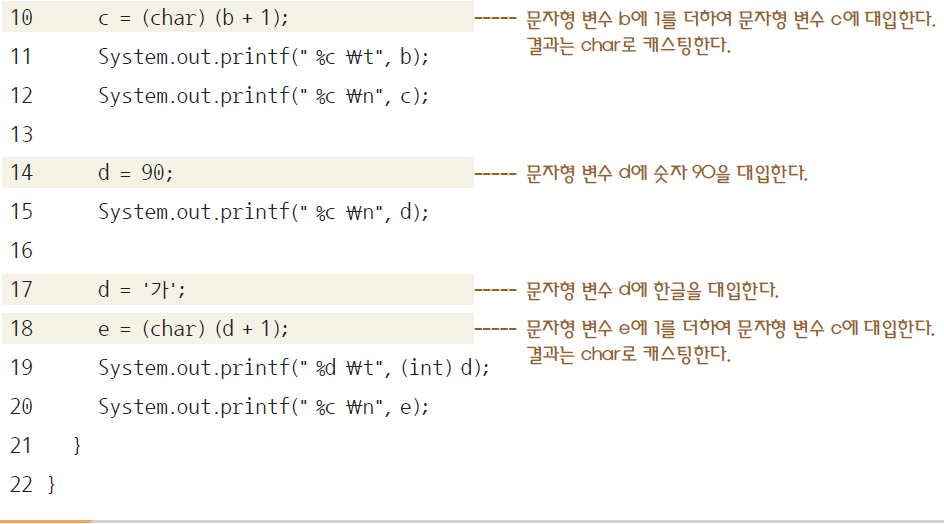 10 c = (char) (b + 1); ----- 문자형 변수 b에 1를 더하여 문자형 변수 c에 대입한다.
결과는 char로 캐스팅한다.
11 System.out.printf(" %c ₩t", b);
12 System.out.printf(" %c ₩n", c);
13
14 d = 90; ----- 문자형 변수 d에 숫자 90을 대입한다.
15 System.out.printf(" %c ₩n", d);
16
17 d = '가'; ----- 문자형 변수 d에 한글을 대입한다.
18 e = (char) (d + 1); ----- 문자형 변수 e에 1를 더하여 문자형 변수 c에 대입한다.
결과는 char로 캐스팅한다.
19 System.out.printf(" %d ₩t", (int) d);
20 System.out.printf(" %c ₩n", e);
21 }
22 }